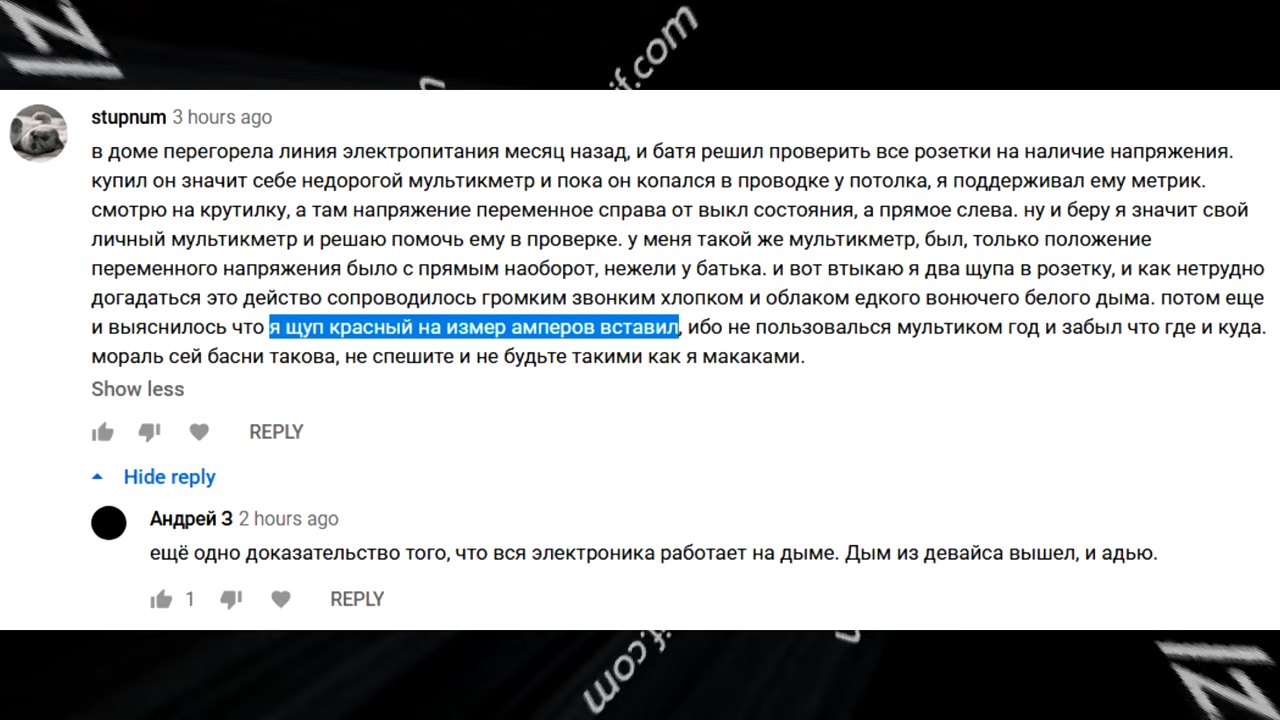 if.com
stupnum 3 hours ago
в доме перегорела линия электропитания месяц назад, и батя решил проверить все розетки на наличие напряжения.
купил он значит себе недорогой мультикметр и пока он копался в проводке у потолка, я поддерживал ему метрик.
смотрю на крутилку, а там напряжение переменное справа от выкл состояния, а прямое слева. ну и беру я значит свой
личный мультикметр и решаю помочь ему в проверке. у меня такой же мультикметр, был, только положение
переменного напряжения было с прямым наоборот, нежели у батька. и вот втыкаю я два щупа в розетку, и как нетрудно
догадаться это действо сопроводилось громким звонким хлопком и облаком едкого вонючего белого дыма. потом еще
и выяснилось что я щуп красный на измер амперов вставил, ибо не пользовалься мультиком год и забыл что где и куда.
мораль сей басни такова, не спешите и не будьте такими как я макаками.
Show less
REPLY
Hide reply
Андрей З 2 hours ago
ещё одно доказательство того, что вся электроника работает на дыме. Дым из девайса вышел, и адью.
1 REPLY
if.com